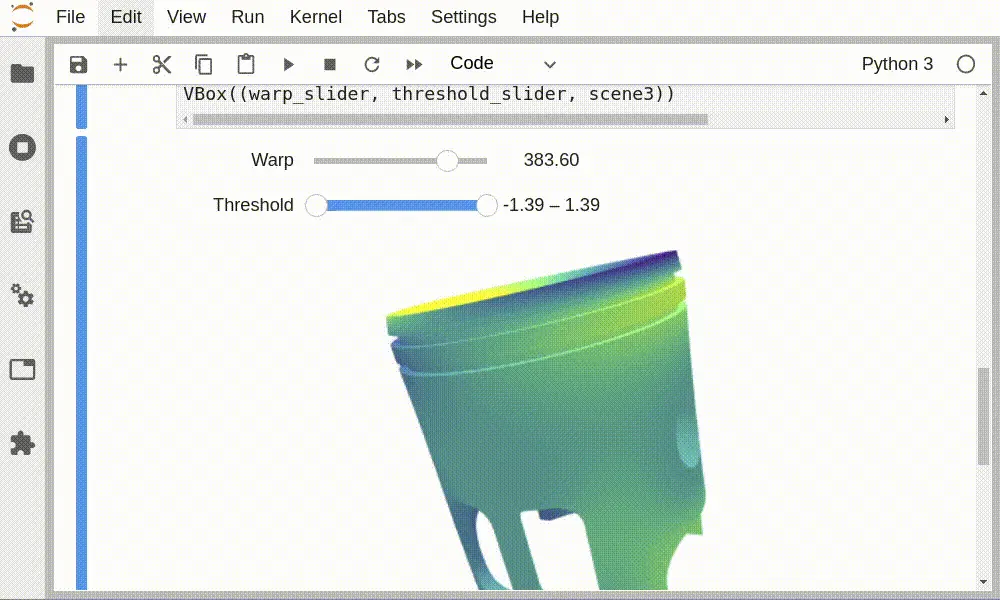 File Edit View Run Kernel Tabs Settings Help
Code Python 3
VBox((warp_slider, threshold_slider, scene3))
Warp 383.60
Threshold -1.39 – 1.39